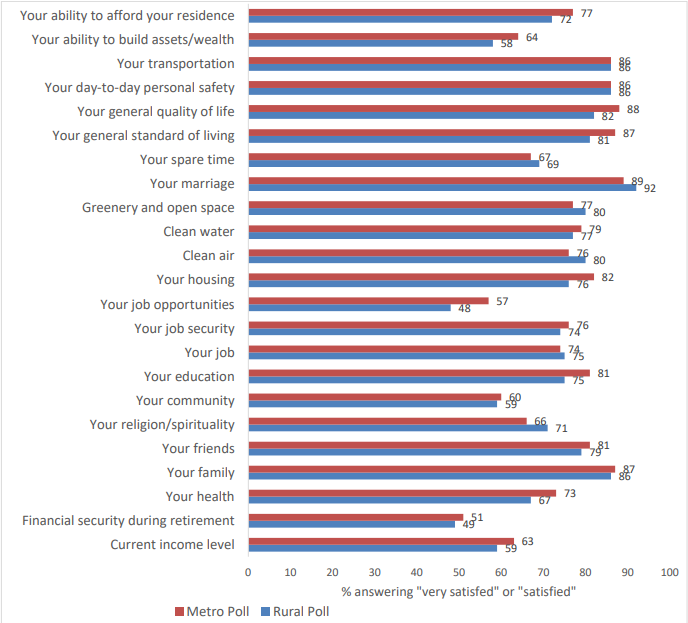 Your ability to afford your residence 77 72
Your ability to build assets/wealth 64 58
Your transportation 86 86
Your day-to-day personal safety 86 86
Your general quality of life 88 82
Your general standard of living 87 81
Your spare time 67 69
Your marriage 89 92
Greenery and open space 77 80
Clean water 79 77
Clean air 76 80
Your housing 82 76
Your job opportunities 57 48
Your job security 76 74
Your job 74 75
Your education 81 75
Your community 60 59
Your religion/spirituality 66 71
Your friends 81 79
Your family 87 86
Your health 73 67
Financial security during retirement 51 49
Current income level 63 59
0 10 20 30 40 50 60 70 80 90 100
% answering "very satisfed" or "satisfied"
Metro Poll Rural Poll